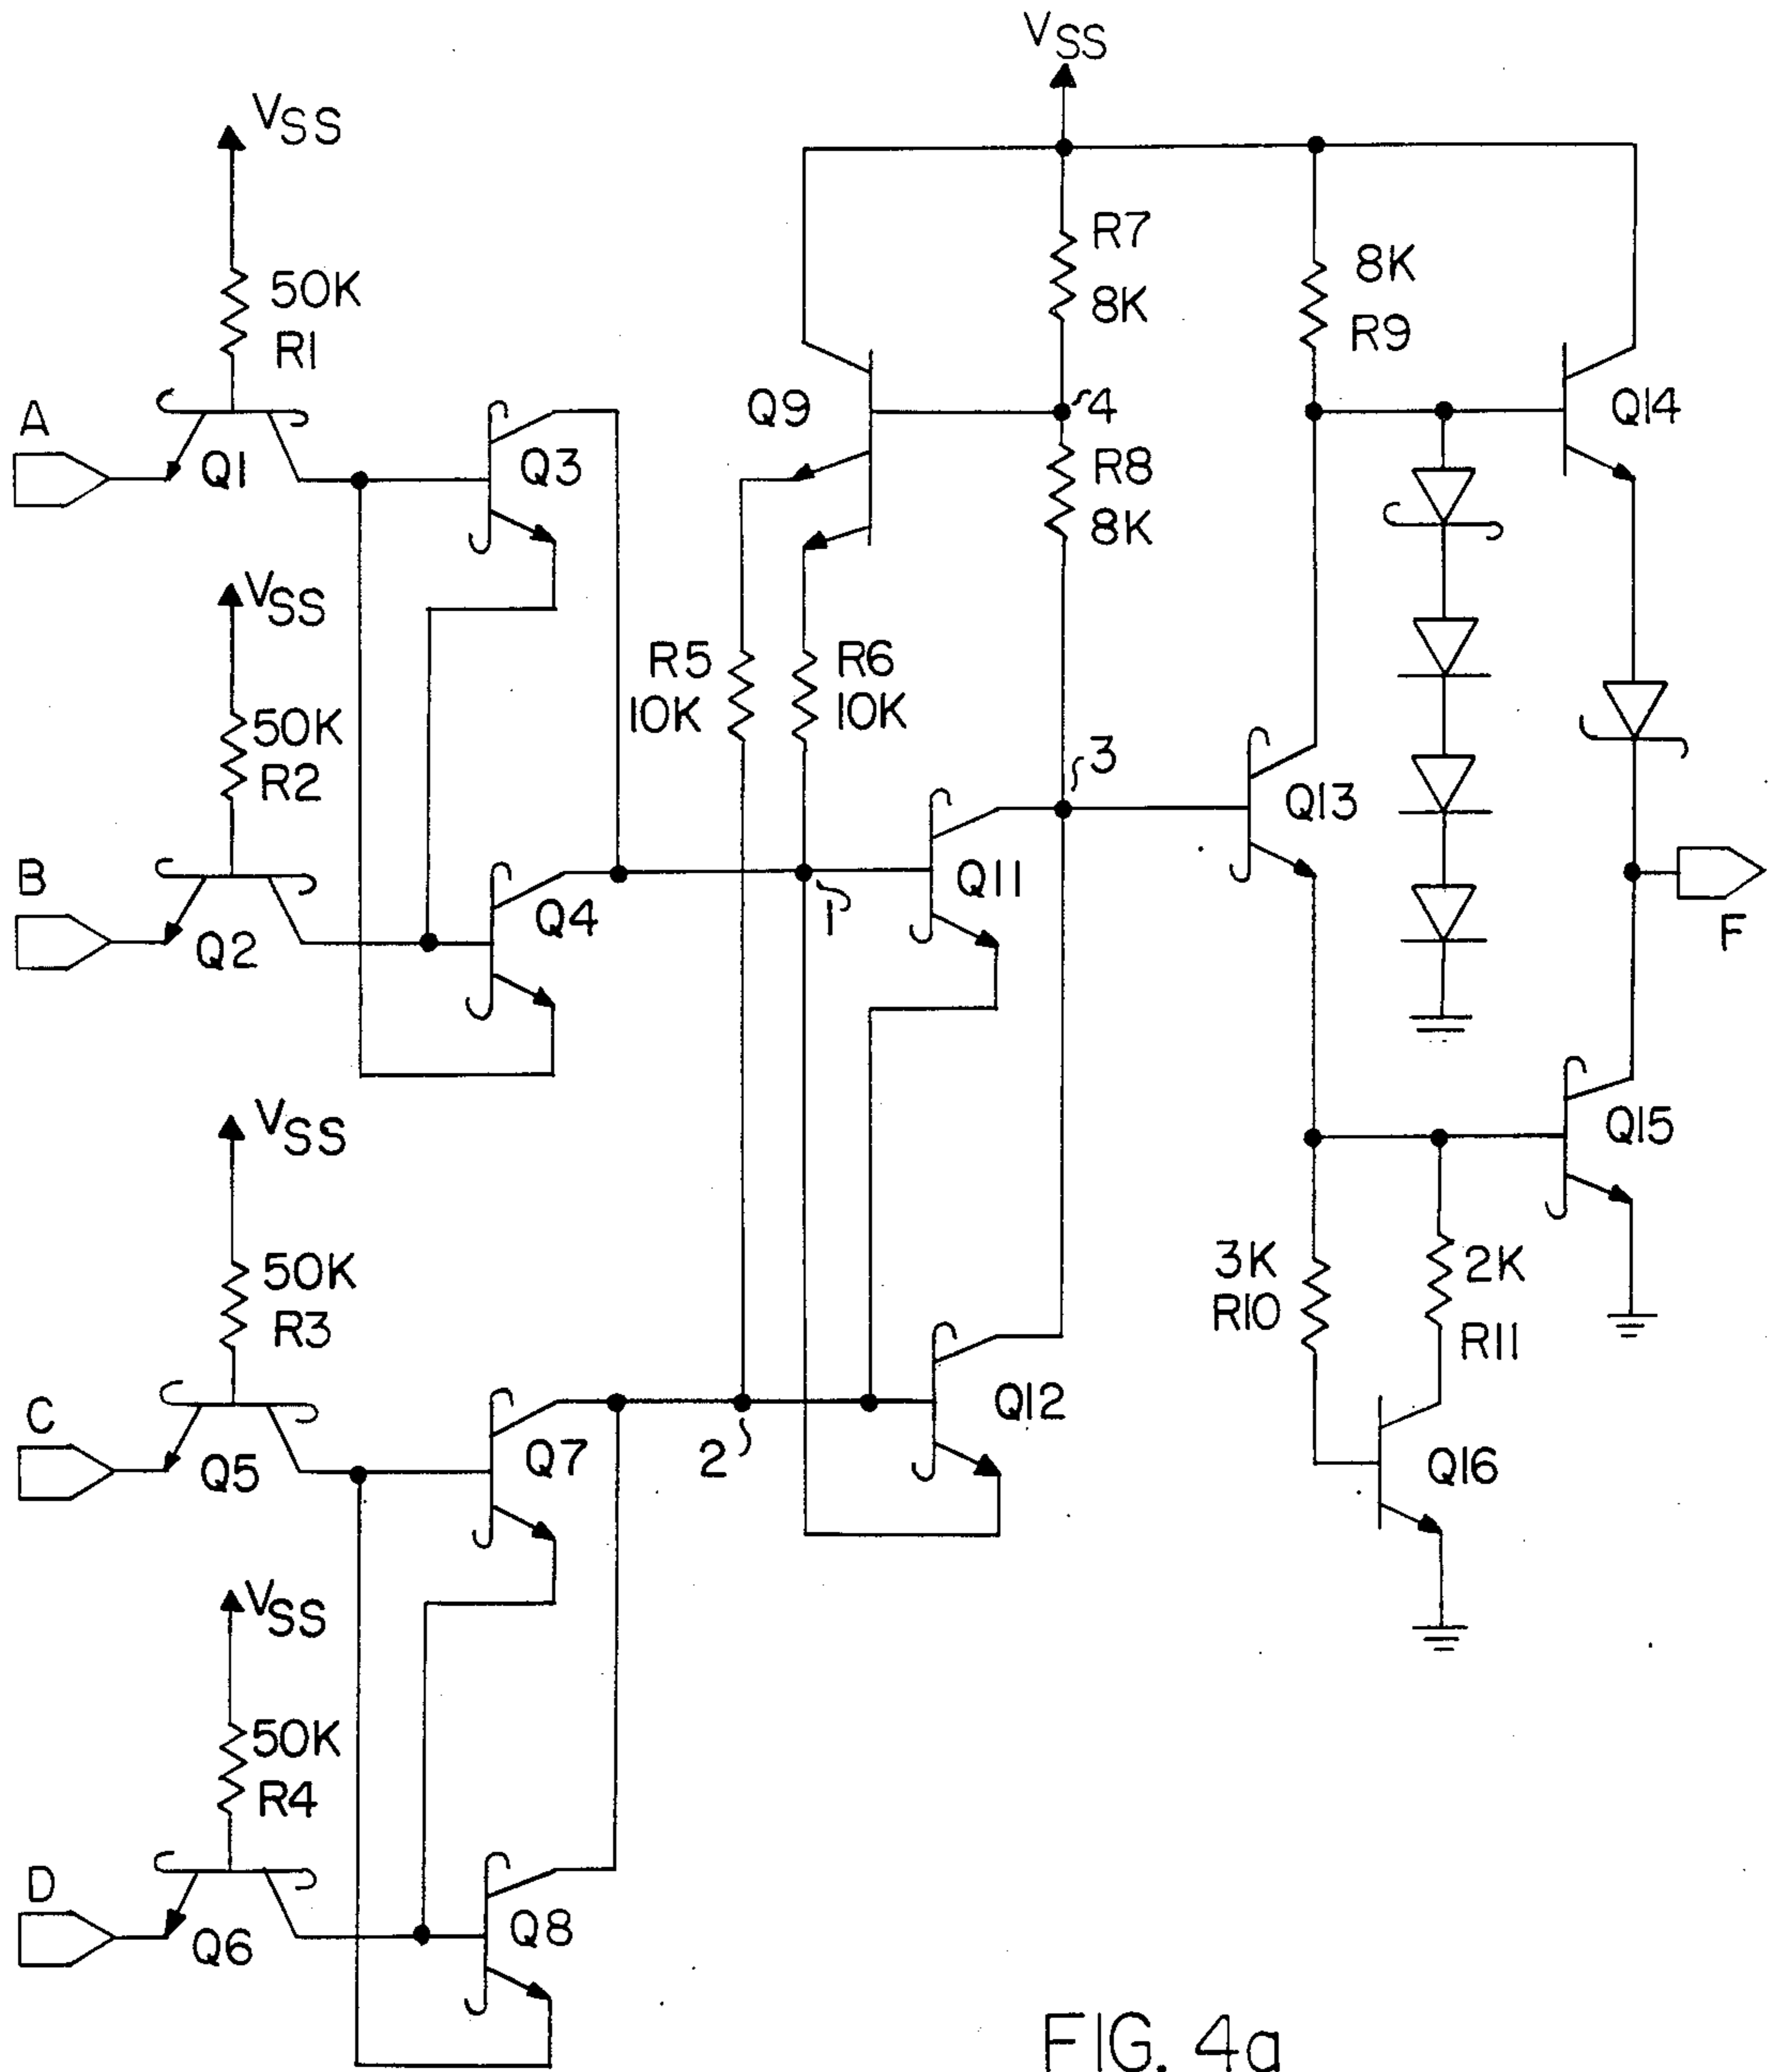 VSS
VSS
50K
R1
A
Q1
Q3
R7
8K
8K
R9
Q9
4
Q14
R8
8K
VSS
50K
R2
R5
10K
R6
10K
3
Q13
B
Q2
Q4
1
Q11
F
VSS
50K
R3
Q15
3K
R10
2K
R11
C
Q5
Q7
2
Q12
Q16
VSS
50K
R4
D
Q6
Q8
FIG. 4a